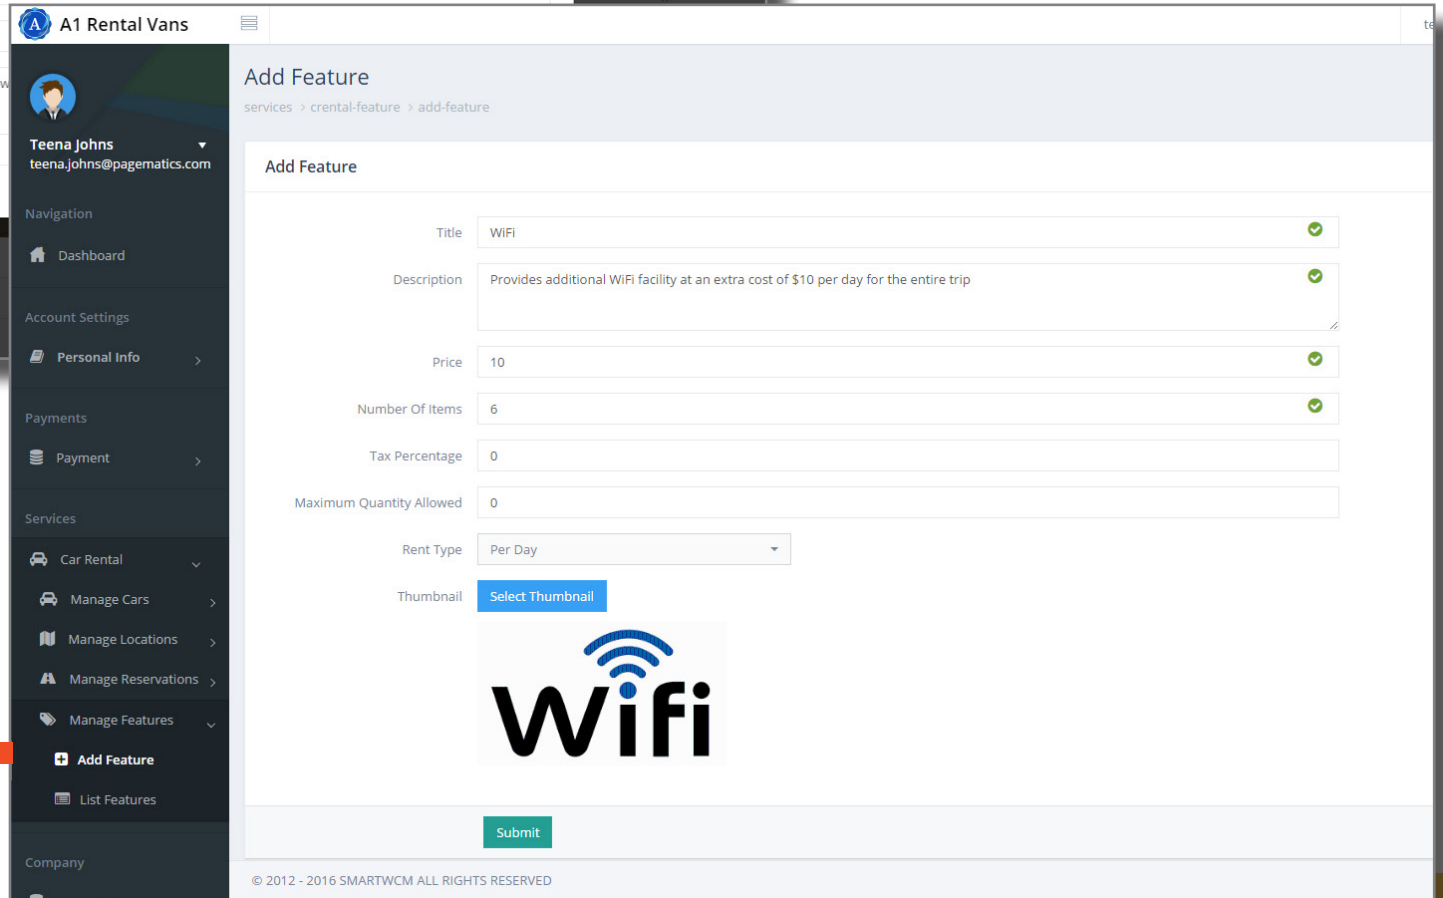 A1 Rental Vans
te
Add Feature
services > crental-feature > add-feature
Teena Johns
teena.johns@pagematics.com
Navigation
Dashboard
Account Settings
Personal Info
Payments
Payment
Services
Car Rental
Manage Cars
Manage Locations
Manage Reservations
Manage Features
Add Feature
List Features
Company
Add Feature
Title WiFi
Description Provides additional WiFi facility at an extra cost of $10 per day for the entire trip
Price 10
Number Of Items 6
Tax Percentage 0
Maximum Quantity Allowed 0
Rent Type Per Day
Thumbnail Select Thumbnail
Wifi
Submit
© 2012 - 2016 SMARTWCM ALL RIGHTS RESERVED